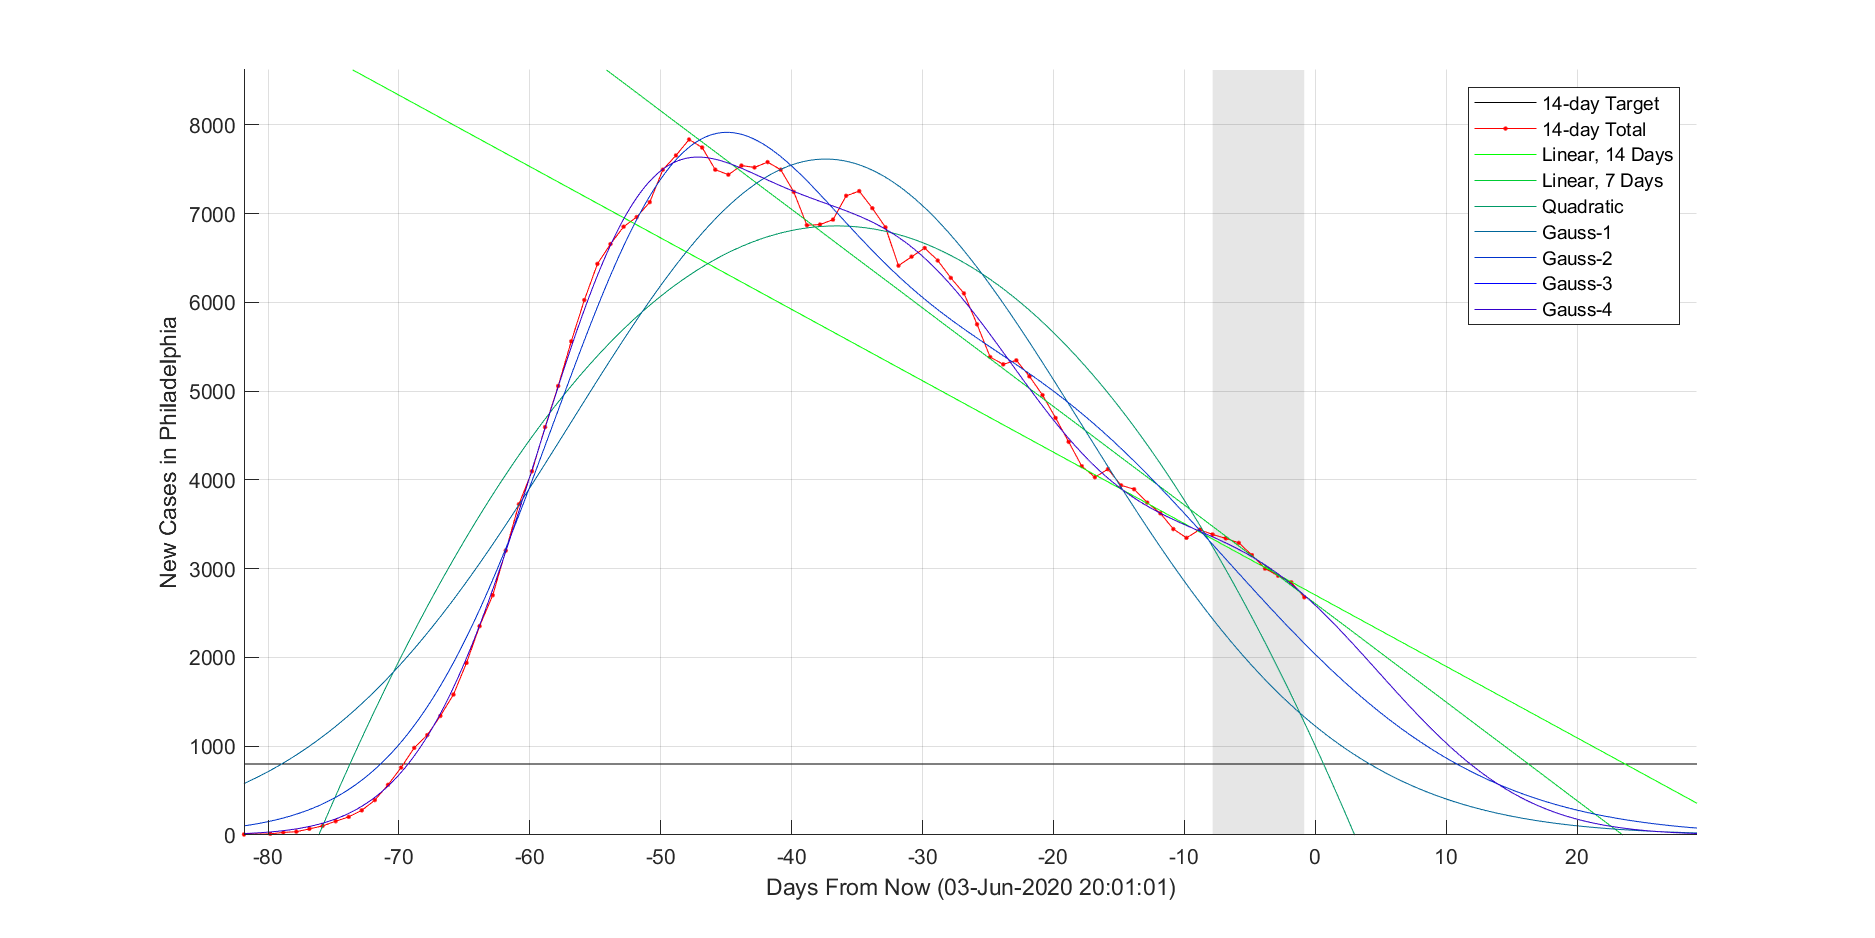 8000
7000
6000
5000
4000
3000
2000
1000
0
New Cases in Philadelphia
-80 -70 -60 -50 -40 -30 -20 -10 0 10 20
Days From Now (03-Jun-2020 20:01:01)
14-day Target
14-day Total
Linear, 14 Days
Linear, 7 Days
Quadratic
Gauss-1
Gauss-2
Gauss-3
Gauss-4